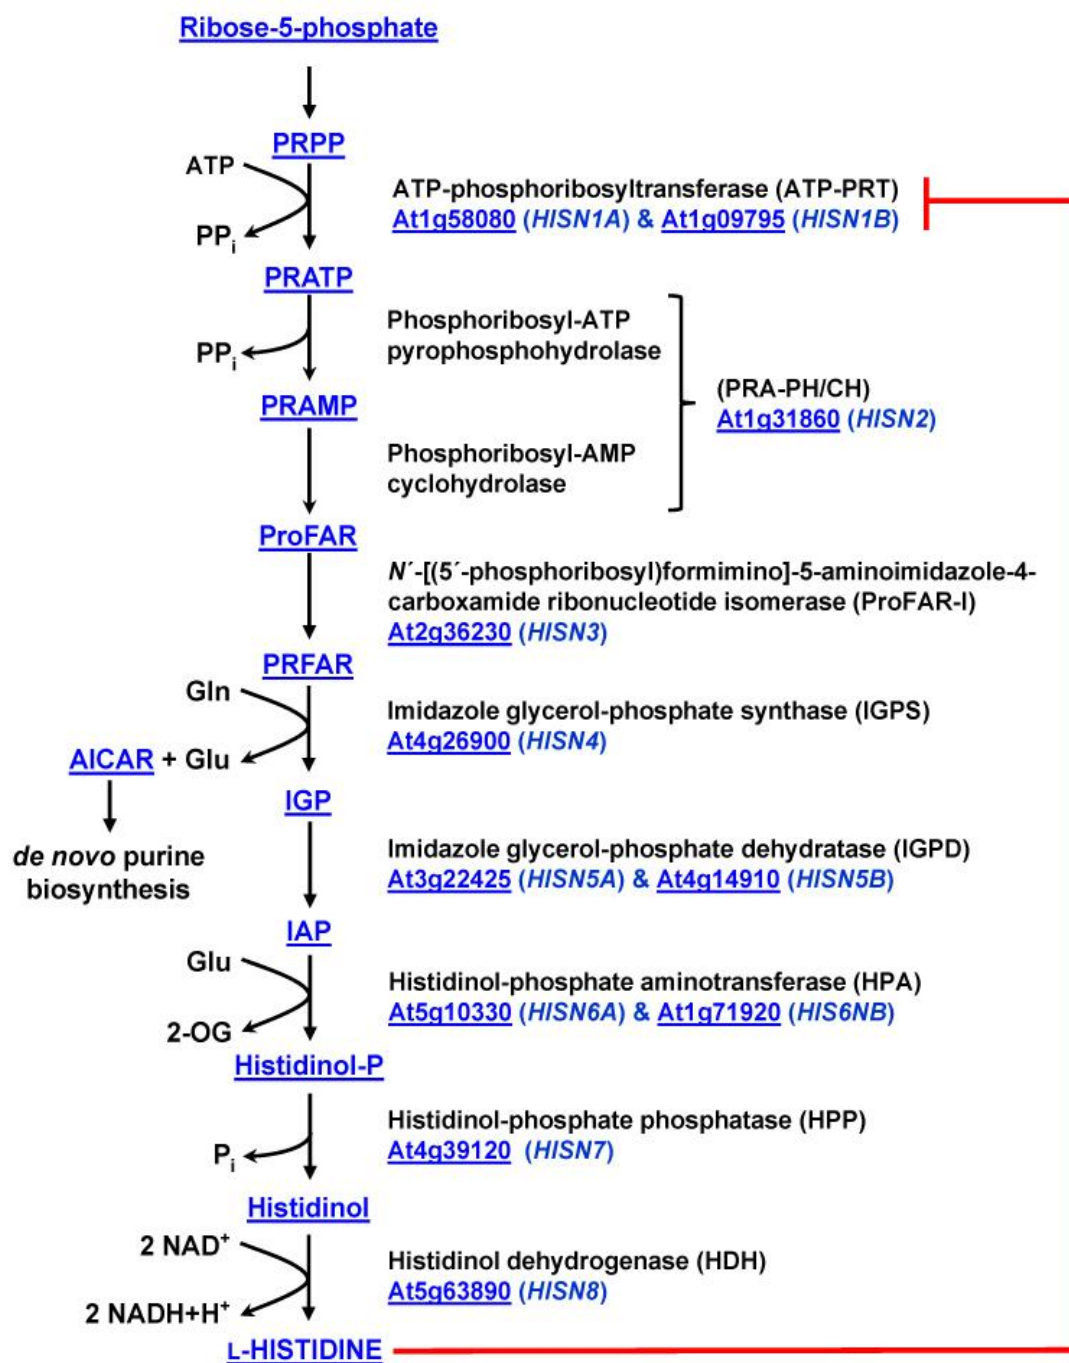 Ribose-5-phosphate
PRPP
ATP
PPi
ATP-phosphoribosyltransferase (ATP-PRT)
At1g58080 (HISN1A) & At1g09795 (HISN1B)
PRATP
PPi
Phosphoribosyl-ATP
pyrophosphohydrolase
(PRA-PH/CH)
At1g31860 (HISN2)
PRAMP
Phosphoribosyl-AMP
cyclohydrolase
ProFAR
N´-[(5´-phosphoribosyl)formimino]-5-aminoimidazole-4-
carboxamide ribonucleotide isomerase (ProFAR-I)
At2g36230 (HISN3)
PRFAR
Gln
Imidazole glycerol-phosphate synthase (IGPS)
At4g26900 (HISN4)
AICAR + Glu
IGP
de novo purine
biosynthesis
Imidazole glycerol-phosphate dehydratase (IGPD)
At3g22425 (HISN5A) & At4g14910 (HISN5B)
IAP
Glu
2-OG
Histidinol-phosphate aminotransferase (HPA)
At5g10330 (HISN6A) & At1g71920 (HIS6NB)
Histidinol-P
Pi
Histidinol-phosphate phosphatase (HPP)
At4g39120 (HISN7)
Histidinol
2 NAD+
2 NADH+H+
Histidinol dehydrogenase (HDH)
At5g63890 (HISN8)
L-HISTIDINE